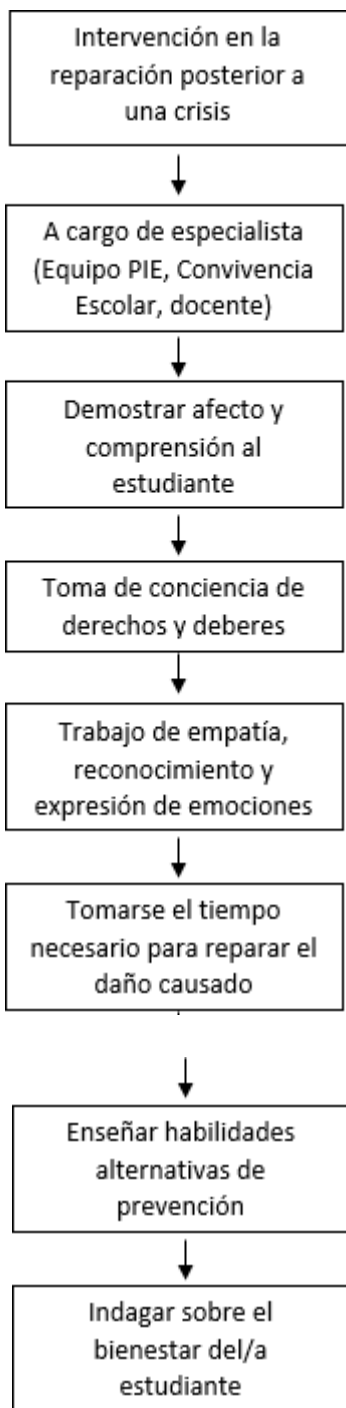 Intervención en la
reparación posterior a
una crisis
A cargo de especialista
(Equipo PIE, Convivencia
Escolar, docente)
Demostrar afecto y
comprensión al
estudiante
Toma de conciencia de
derechos y deberes
Trabajo de empatía,
reconocimiento y
expresión de emociones
Tomarse el tiempo
necesario para reparar el
daño causado
Enseñar habilidades
alternativas de
prevención
Indagar sobre el
bienestar del/a
estudiante